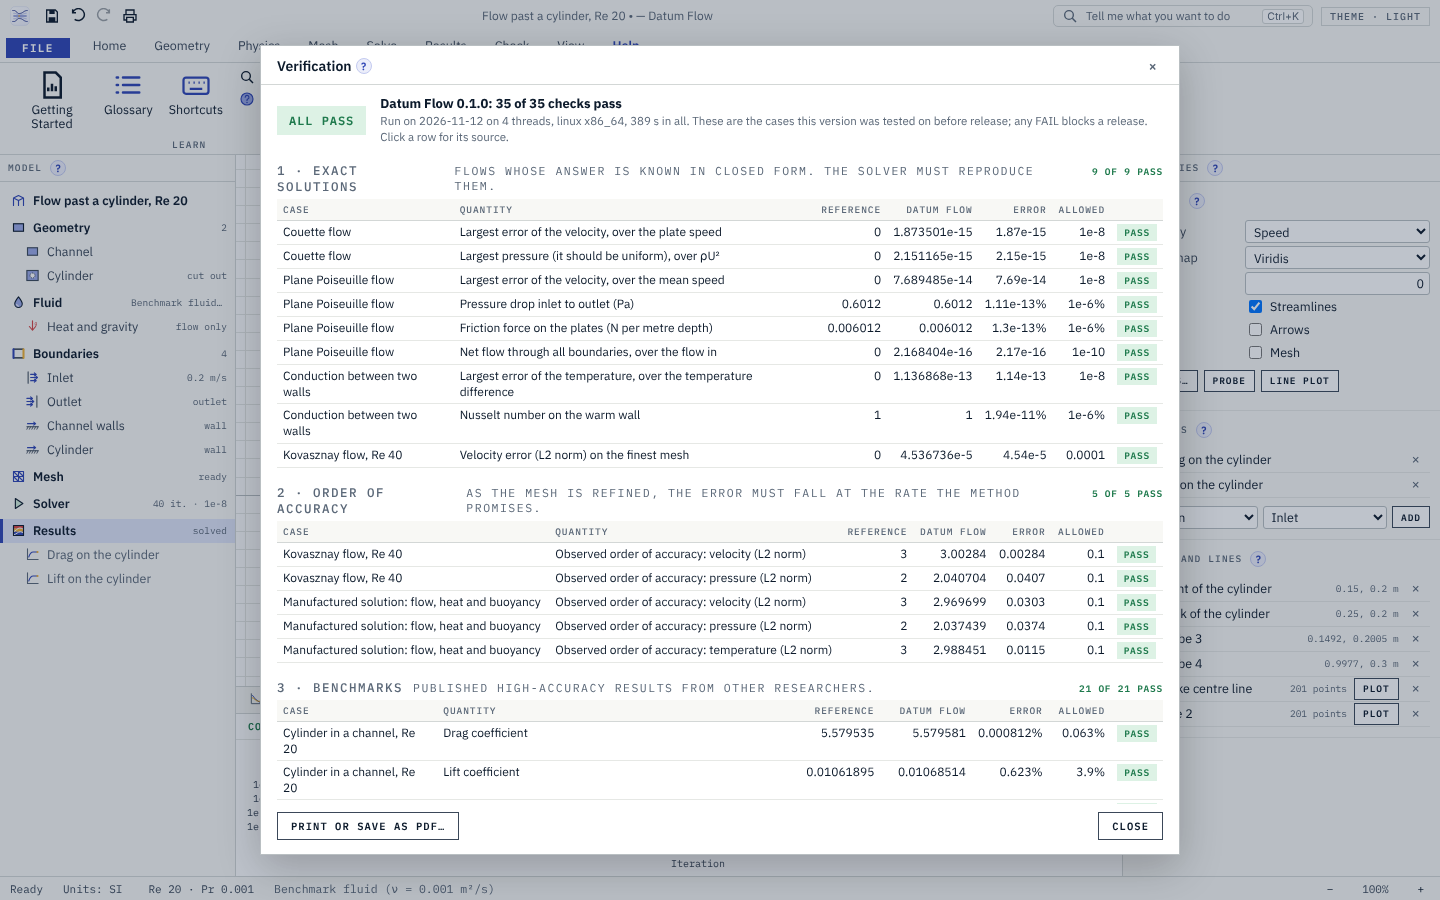 Flow past a cylinder, Re 20 • — Datum Flow
Tell me what you want to do
Ctrl+K
THEME · LIGHT
FILE
Home
Geometry
Getting Started
Glossary
Shortcuts
LEARN
MODEL ?
Flow past a cylinder, Re 20
Geometry 2
Channel
Cylinder cut out
Fluid Benchmark fluid…
Heat and gravity flow only
Boundaries 4
Inlet 0.2 m/s
Outlet outlet
Channel walls wall
Cylinder wall
Mesh ready
Solver 40 it. · 1e-8
Results solved
Drag on the cylinder
Lift on the cylinder
Verification ?
×
ALL PASS
Datum Flow 0.1.0: 35 of 35 checks pass
Run on 2026-11-12 on 4 threads, linux x86_64, 389 s in all. These are the cases this version was tested on before release; any FAIL blocks a release.
Click a row for its source.
1 · EXACT SOLUTIONS
FLOWS WHOSE ANSWER IS KNOWN IN CLOSED FORM. THE SOLVER MUST REPRODUCE THEM.
9 OF 9 PASS
CASE QUANTITY REFERENCE DATUM FLOW ERROR ALLOWED
Couette flow Largest error of the velocity, over the plate speed 0 1.873501e-15 1.87e-15 1e-8 PASS
Couette flow Largest pressure (it should be uniform), over ρU² 0 2.151165e-15 2.15e-15 1e-8 PASS
Plane Poiseuille flow Largest error of the velocity, over the mean speed 0 7.689485e-14 7.69e-14 1e-8 PASS
Plane Poiseuille flow Pressure drop inlet to outlet (Pa) 0.6012 0.6012 1.11e-13% 1e-6% PASS
Plane Poiseuille flow Friction force on the plates (N per metre depth) 0.006012 0.006012 1.3e-13% 1e-6% PASS
Plane Poiseuille flow Net flow through all boundaries, over the flow in 0 2.168404e-16 2.17e-16 1e-10 PASS
Conduction between two walls Largest error of the temperature, over the temperature difference 0 1.136868e-13 1.14e-13 1e-8 PASS
Conduction between two walls Nusselt number on the warm wall 1 1 1.94e-11% 1e-6% PASS
Kovasznay flow, Re 40 Velocity error (L2 norm) on the finest mesh 0 4.536736e-5 4.54e-5 0.0001 PASS
2 · ORDER OF ACCURACY
AS THE MESH IS REFINED, THE ERROR MUST FALL AT THE RATE THE METHOD PROMISES.
5 OF 5 PASS
CASE QUANTITY REFERENCE DATUM FLOW ERROR ALLOWED
Kovasznay flow, Re 40 Observed order of accuracy: velocity (L2 norm) 3 3.00284 0.00284 0.1 PASS
Kovasznay flow, Re 40 Observed order of accuracy: pressure (L2 norm) 2 2.040704 0.0407 0.1 PASS
Manufactured solution: flow, heat and buoyancy Observed order of accuracy: velocity (L2 norm) 3 2.969699 0.0303 0.1 PASS
Manufactured solution: flow, heat and buoyancy Observed order of accuracy: pressure (L2 norm) 2 2.037439 0.0374 0.1 PASS
Manufactured solution: flow, heat and buoyancy Observed order of accuracy: temperature (L2 norm) 3 2.988451 0.0115 0.1 PASS
3 · BENCHMARKS PUBLISHED HIGH-ACCURACY RESULTS FROM OTHER RESEARCHERS.
21 OF 21 PASS
CASE QUANTITY REFERENCE DATUM FLOW ERROR ALLOWED
Cylinder in a channel, Re 20 Drag coefficient 5.579535 5.579581 0.000812% 0.063% PASS
Cylinder in a channel, Re 20 Lift coefficient 0.01061895 0.01068514 0.623% 3.9% PASS
PRINT OR SAVE AS PDF…
CLOSE
Speed
Viridis
0
Streamlines
Arrows
Mesh
PROBE
LINE PLOT
on the cylinder ×
on the cylinder ×
Inlet
ADD
AND LINES ?
of the cylinder 0.15, 0.2 m ×
of the cylinder 0.25, 0.2 m ×
3 0.1492, 0.2005 m ×
4 0.9977, 0.3 m ×
centre line 201 points PLOT ×
2 201 points PLOT ×
Iteration
Ready
Units: SI
Re 20 · Pr 0.001
Benchmark fluid (ν = 0.001 m²/s)
− 100% +